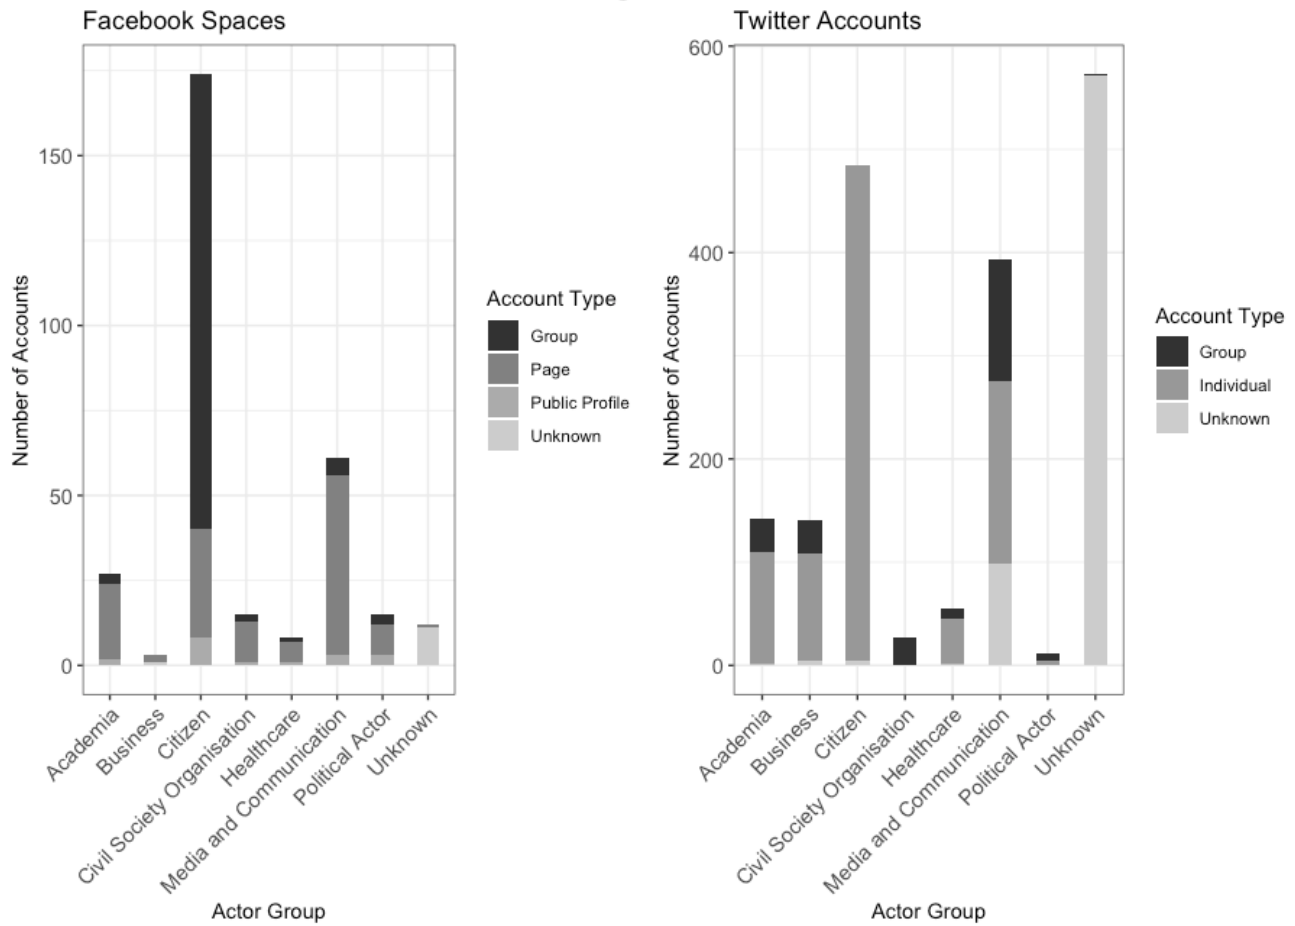 Facebook Spaces
Number of Accounts
150
100
50
0
Academia
Business
Citizen
Civil Society Organisation
Healthcare
Media and Communication
Political Actor
Unknown
Actor Group
Account Type
Group
Page
Public Profile
Unknown
Twitter Accounts
Number of Accounts
600
400
200
0
Academia
Business
Citizen
Civil Society Organisation
Healthcare
Media and Communication
Political Actor
Unknown
Actor Group
Account Type
Group
Individual
Unknown